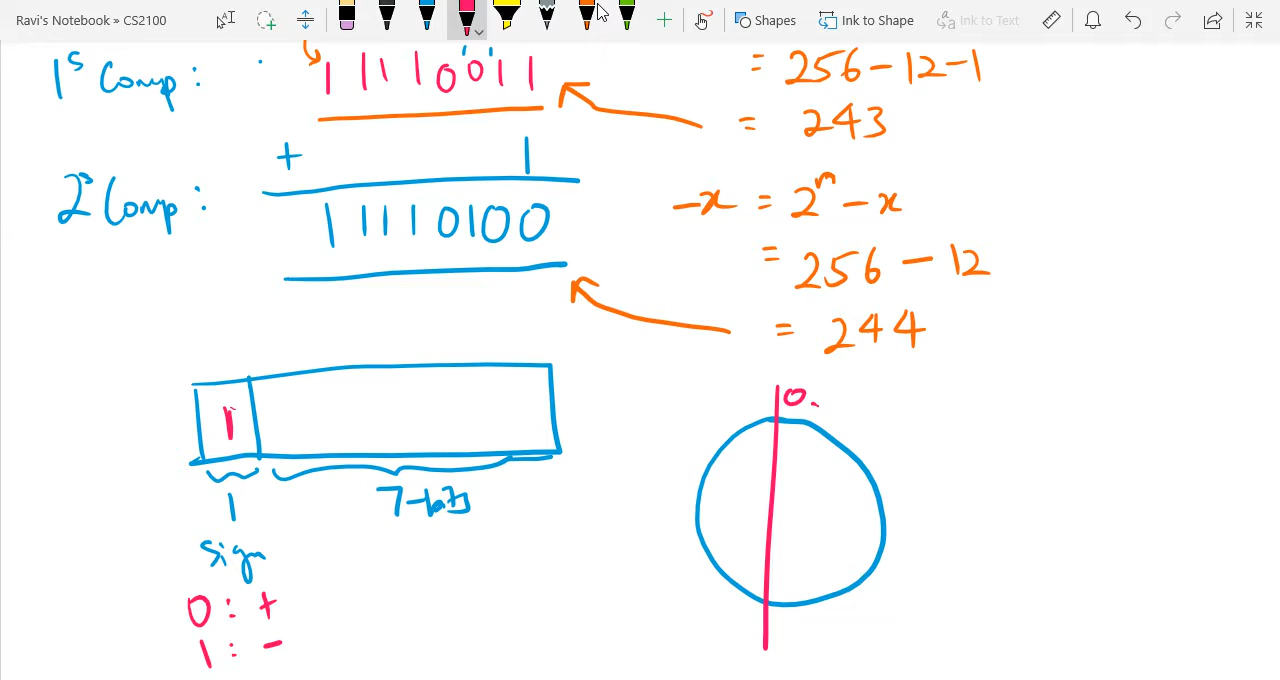 Ravi's Notebook » CS2100
Shapes
Ink to Shape
Ink to Text
1s Comp : 11110011
+ 1
2s Comp : 11110100
= 256 - 12 - 1
= 243
-x = 2^n - x
= 256 - 12
= 244
1
1
7-bits
sign
0 : +
1 : -
0.